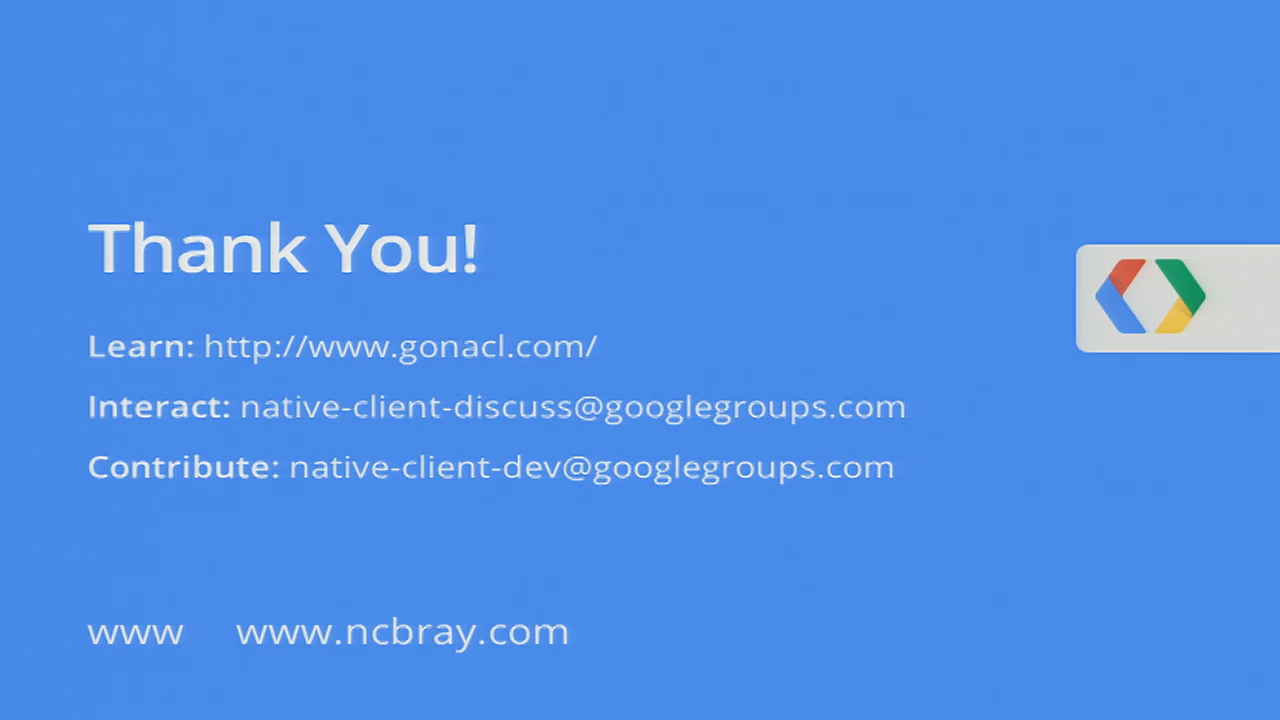 Thank You!
Learn: http://www.gonacl.com/
Interact: native-client-discuss@googlegroups.com
Contribute: native-client-dev@googlegroups.com
www www.ncbray.com